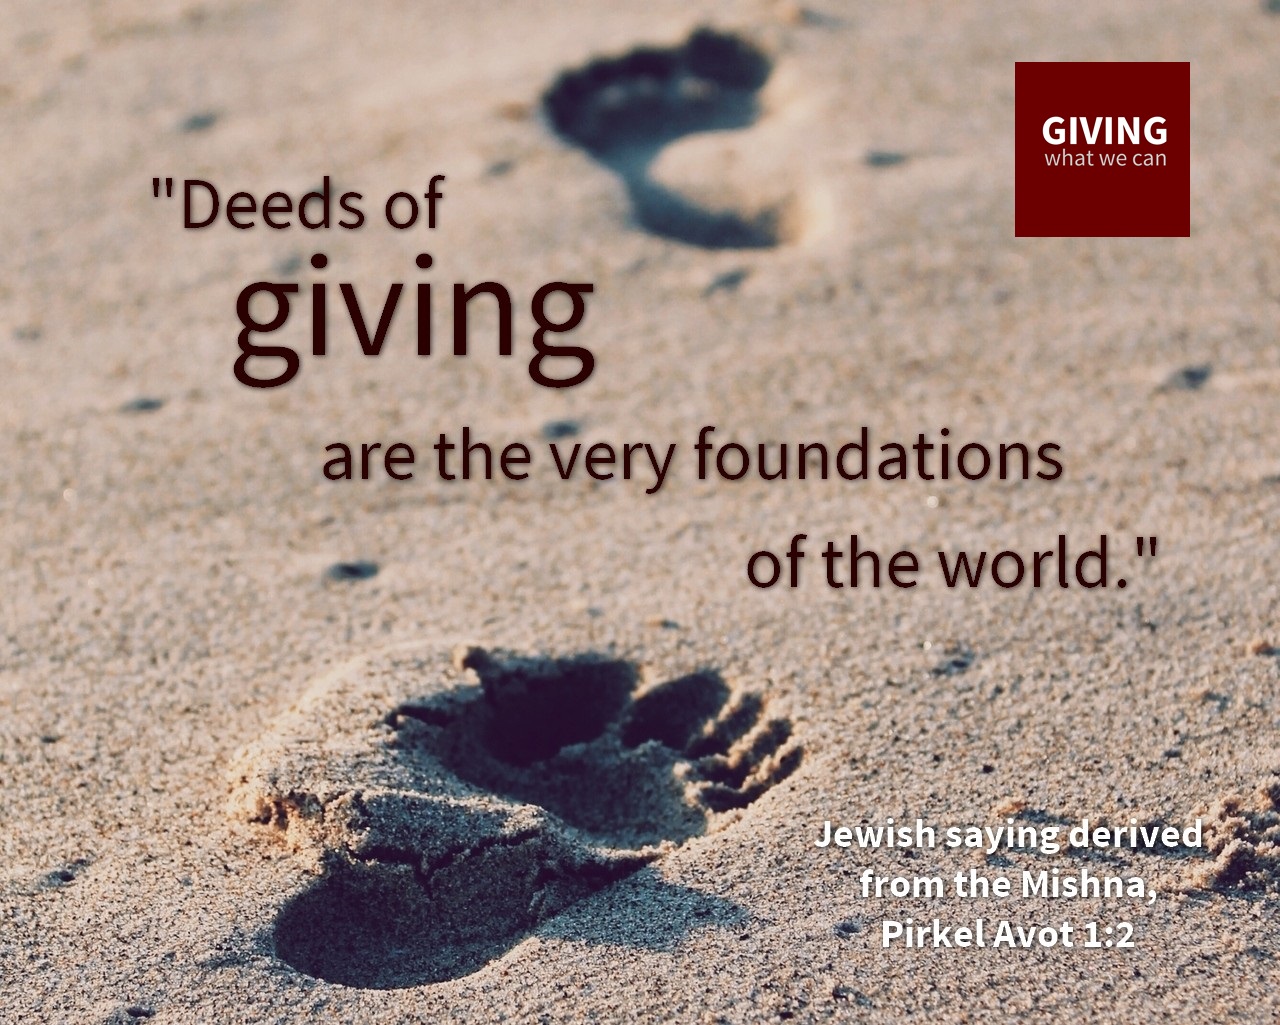 "Deeds of
giving
are the very foundations
of the world."
GIVING
what we can
Jewish saying derived
from the Mishna,
Pirkel Avot 1:2